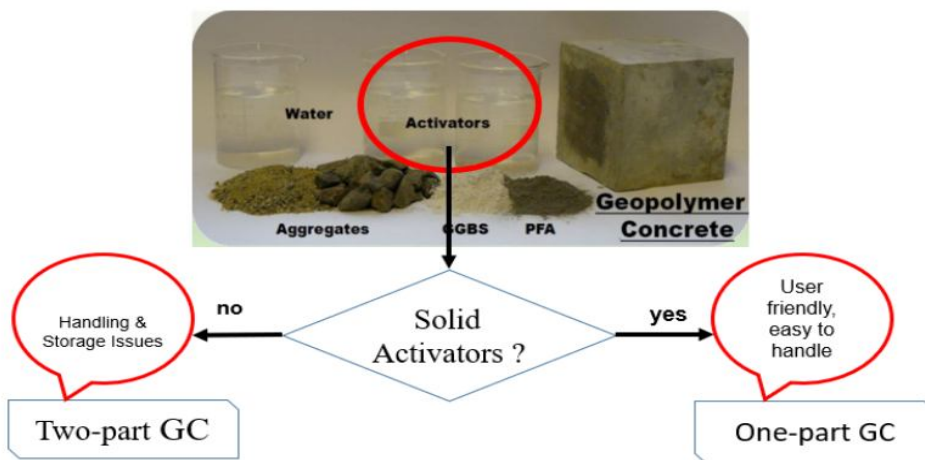 Water
Activators
Aggregates
GGBS
PFA
Geopolymer
Concrete
no
Solid
Activators ?
yes
Handling &
Storage Issues
User
friendly,
easy to
handle
Two-part GC
One-part GC